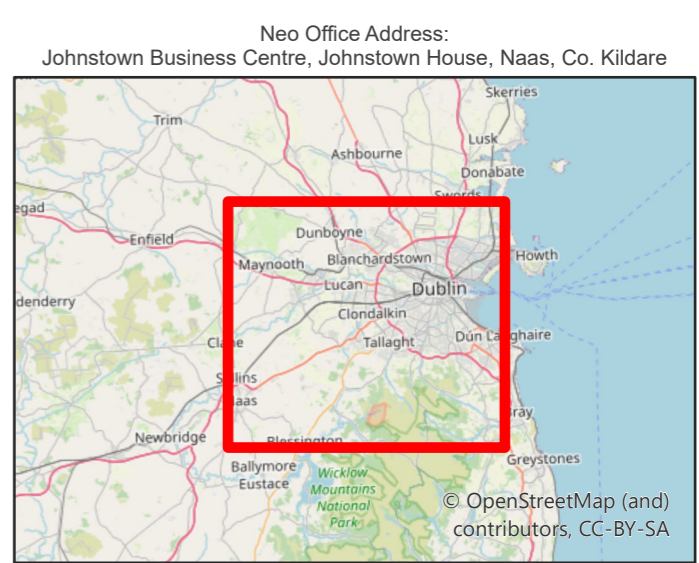 Neo Office Address:
Johnstown Business Centre, Johnstown House, Naas, Co. Kildare
Skerries
Trim
Lusk
Ashbourne
Donabate
Swords
egad
Dunboyne
Enfield
Howth
Blanchardstown
Maynooth
Lucan
Dublin
denderry
Clondalkin
Dún Laoghaire
Clane
Tallaght
Sallins
Naas
Bray
Newbridge
Blessington
Greystones
Ballymore
Eustace
Wicklow
Mountains
National
Park
© OpenStreetMap (and)
contributors, CC-BY-SA